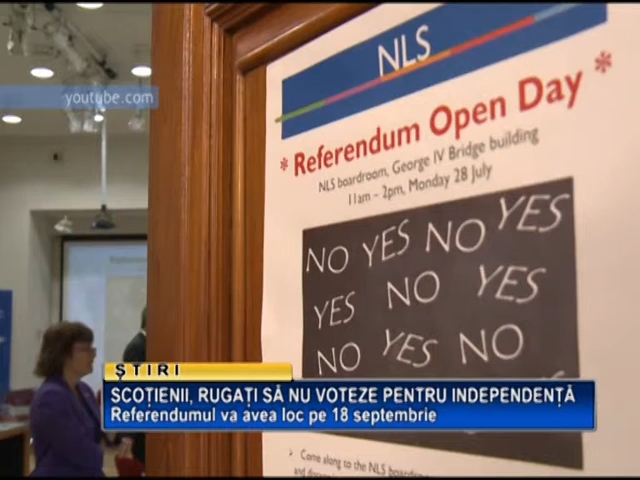 youtube.com
NLS
* Referendum Open Day *
NLS boardroom, George IV Bridge building
11am – 2pm, Monday 28 July
NO YES NO YES
YES NO YES
NO YES NO
ŞTIRI
SCOȚIENII, RUGAȚI SĂ NU VOTEZE PENTRU INDEPENDENȚĂ
Referendumul va avea loc pe 18 septembrie
Come along to the NLS